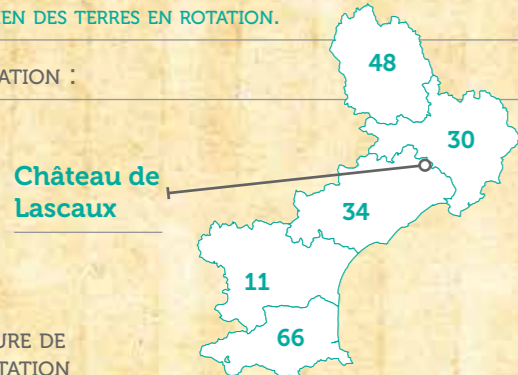 EN DES TERRES EN ROTATION.
ATION :
48
30
Château de
Lascaux
34
11
66
URE DE
TATION